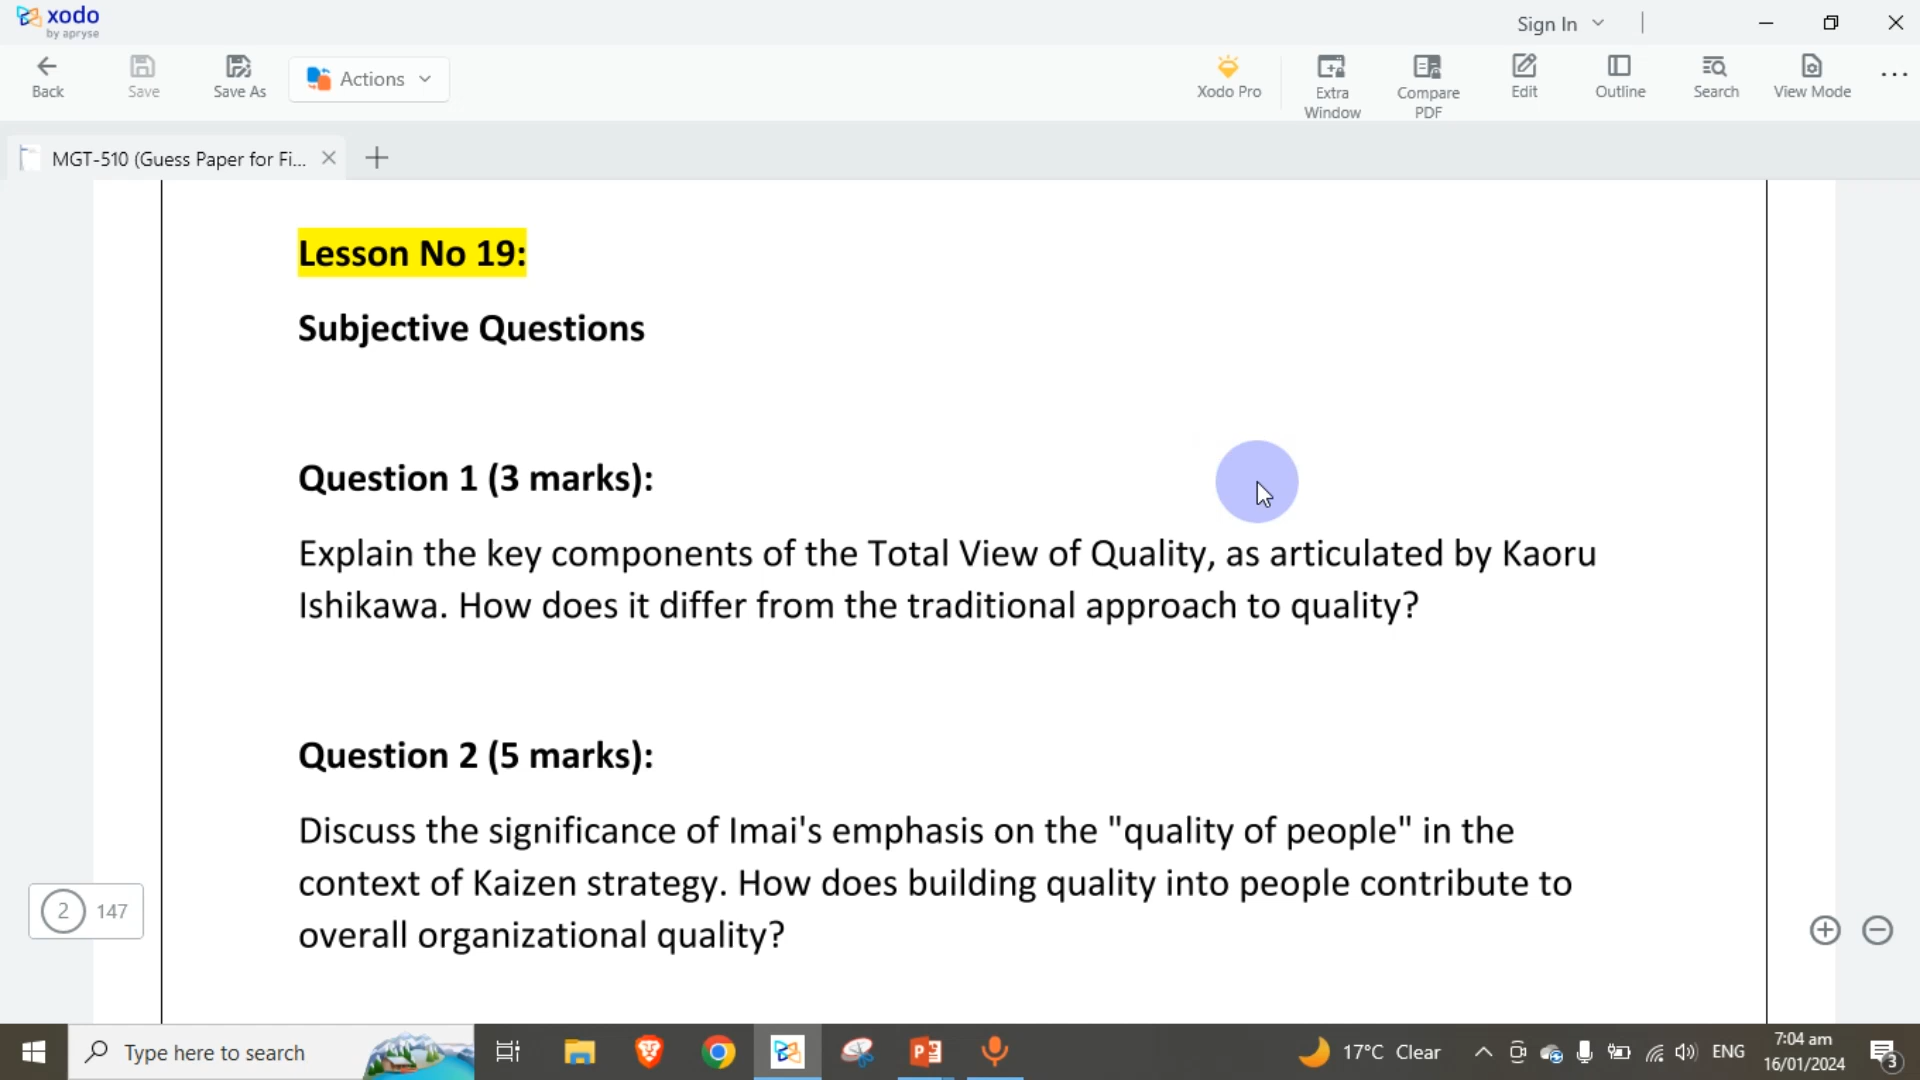 xodo
by apryse
Sign In
Back
Save
Save As
Actions
Xodo Pro
Extra
Window
Compare
PDF
Edit
Outline
Search
View Mode
MGT-510 (Guess Paper for Fi...
Lesson No 19:
Subjective Questions
Question 1 (3 marks):
Explain the key components of the Total View of Quality, as articulated by Kaoru
Ishikawa. How does it differ from the traditional approach to quality?
Question 2 (5 marks):
Discuss the significance of Imai's emphasis on the "quality of people" in the
context of Kaizen strategy. How does building quality into people contribute to
overall organizational quality?
2 147
Type here to search
17°C Clear
ENG
7:04 am
16/01/2024
3